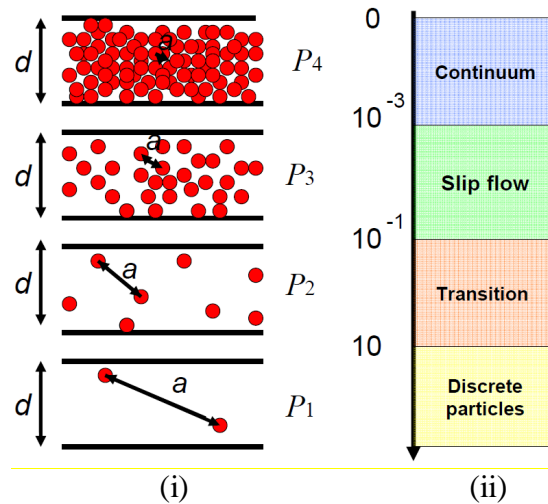 d
a
P4
d
a
P3
d
a
P2
d
a
P1
(i)
0
Continuum
10-3
Slip flow
10-1
Transition
10
Discrete
particles
(ii)